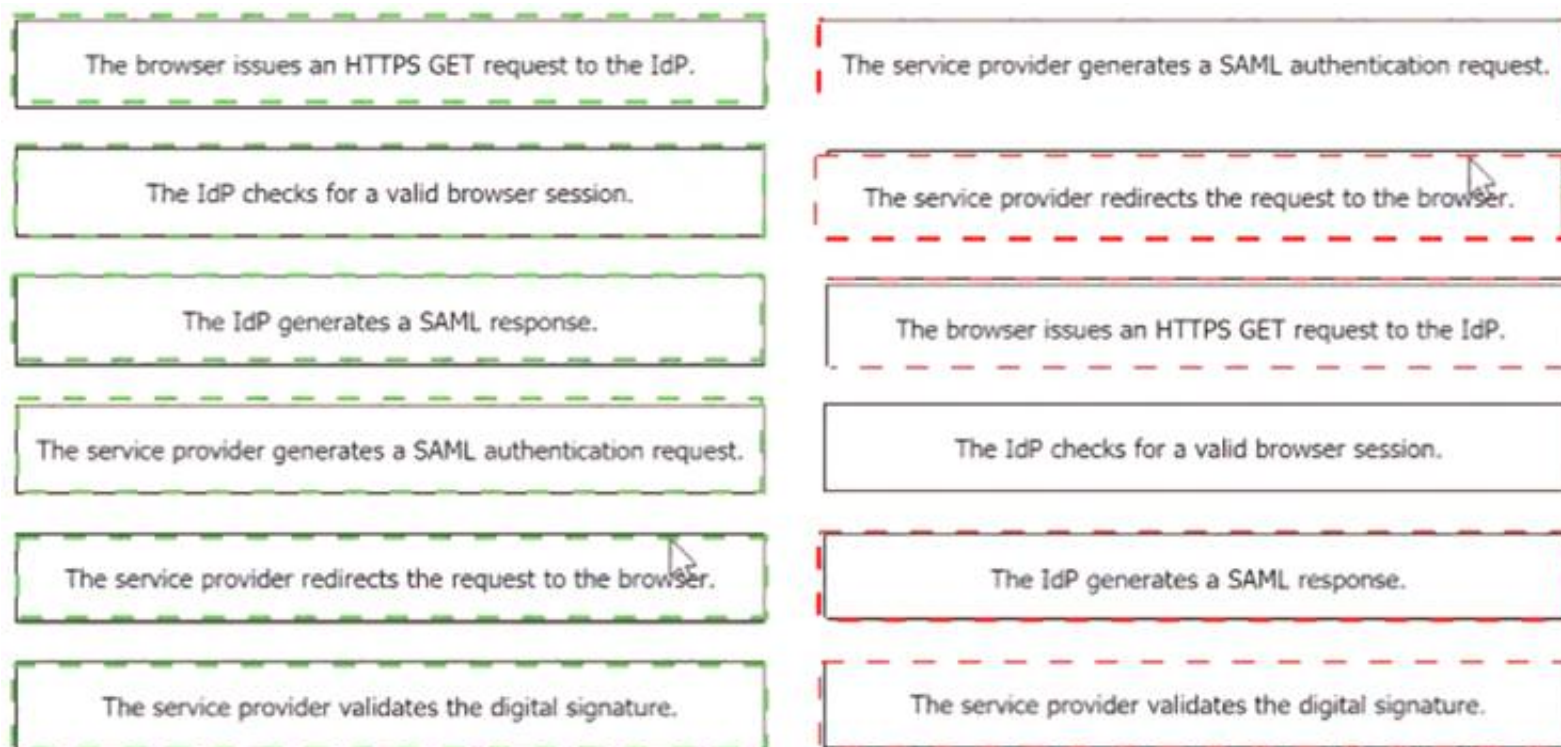 The browser issues an HTTPS GET request to the IdP.
The IdP checks for a valid browser session.
The IdP generates a SAML response.
The service provider generates a SAML authentication request.
The service provider redirects the request to the browser.
The service provider validates the digital signature.
The service provider generates a SAML authentication request.
The service provider redirects the request to the browser.
The browser issues an HTTPS GET request to the IdP.
The IdP checks for a valid browser session.
The IdP generates a SAML response.
The service provider validates the digital signature.